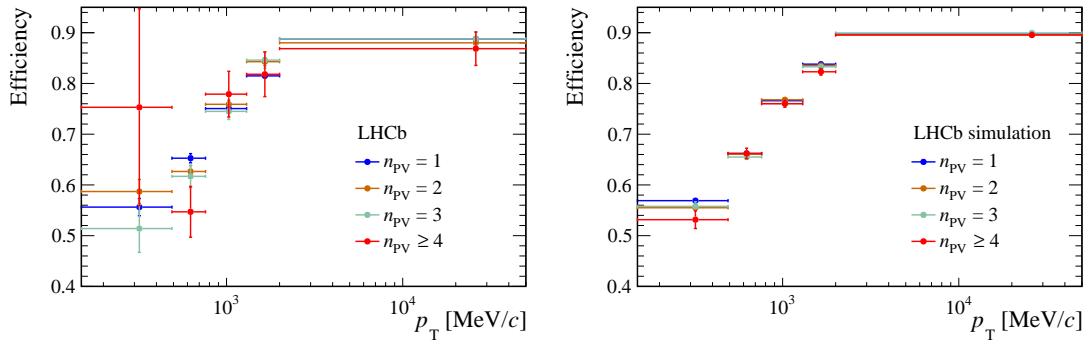 Efficiency
0.9
0.8
0.7
0.6
0.5
0.4
LHCb
n_PV = 1
n_PV = 2
n_PV = 3
n_PV ≥ 4
10^3
10^4
p_T [MeV/c]
Efficiency
0.9
0.8
0.7
0.6
0.5
0.4
LHCb simulation
n_PV = 1
n_PV = 2
n_PV = 3
n_PV ≥ 4
10^3
10^4
p_T [MeV/c]